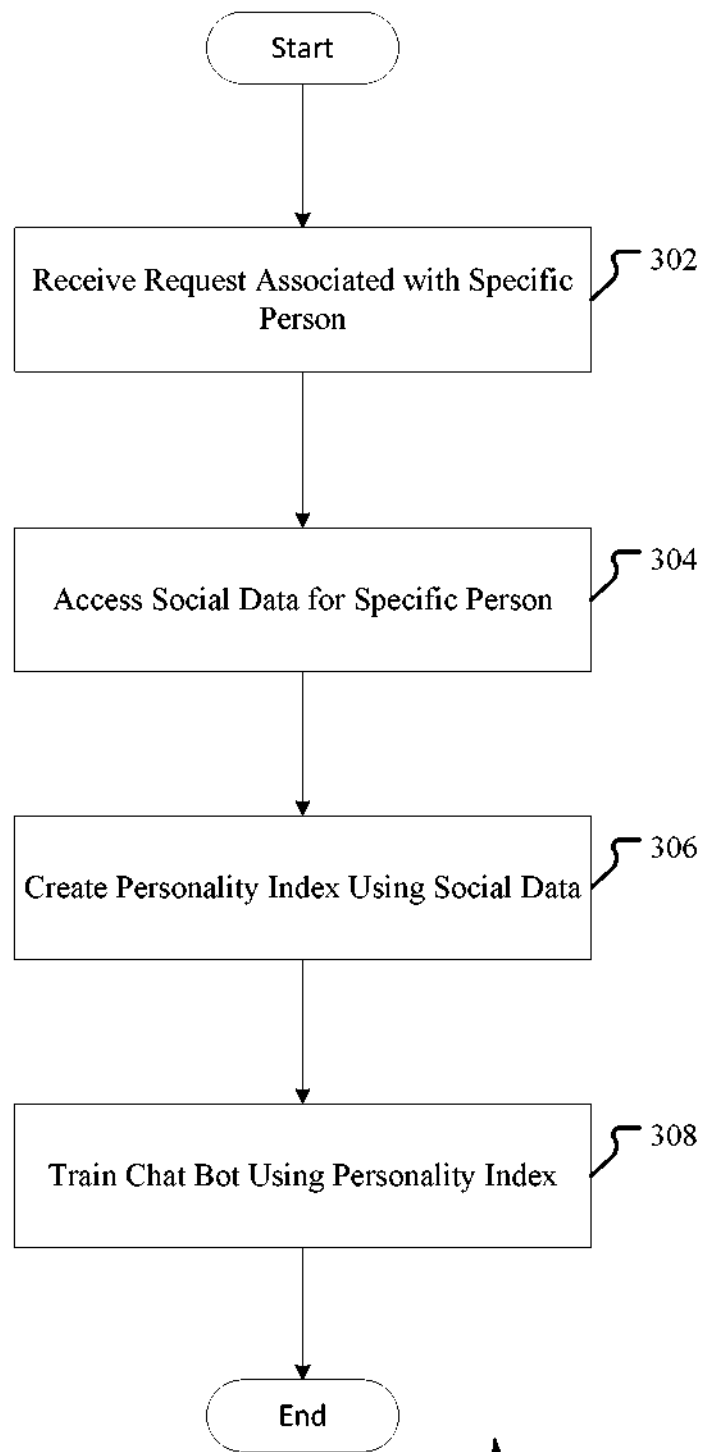 Start
Receive Request Associated with Specific
Person
302
Access Social Data for Specific Person
304
Create Personality Index Using Social Data
306
Train Chat Bot Using Personality Index
308
End